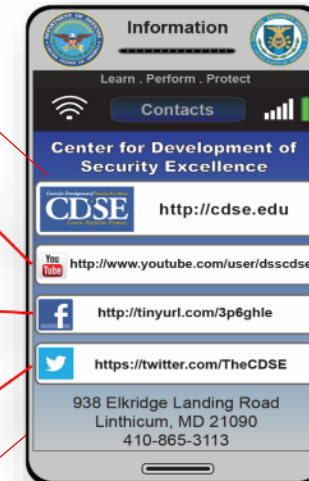 Information
Learn . Perform . Protect
Contacts
Center for Development of
Security Excellence
CDSE
http://cdse.edu
You
Tube
http://www.youtube.com/user/dsscdse
f
http://tinyurl.com/3p6ghle
https://twitter.com/TheCDSE
938 Elkridge Landing Road
Linthicum, MD 21090
410-865-3113